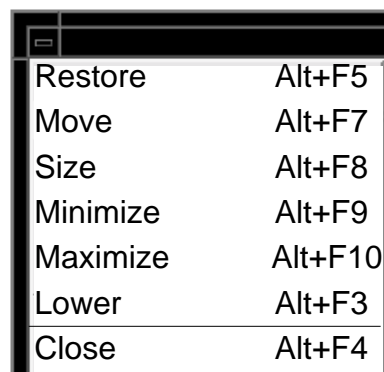 Restore Alt+F5
Move Alt+F7
Size Alt+F8
Minimize Alt+F9
Maximize Alt+F10
Lower Alt+F3
Close Alt+F4